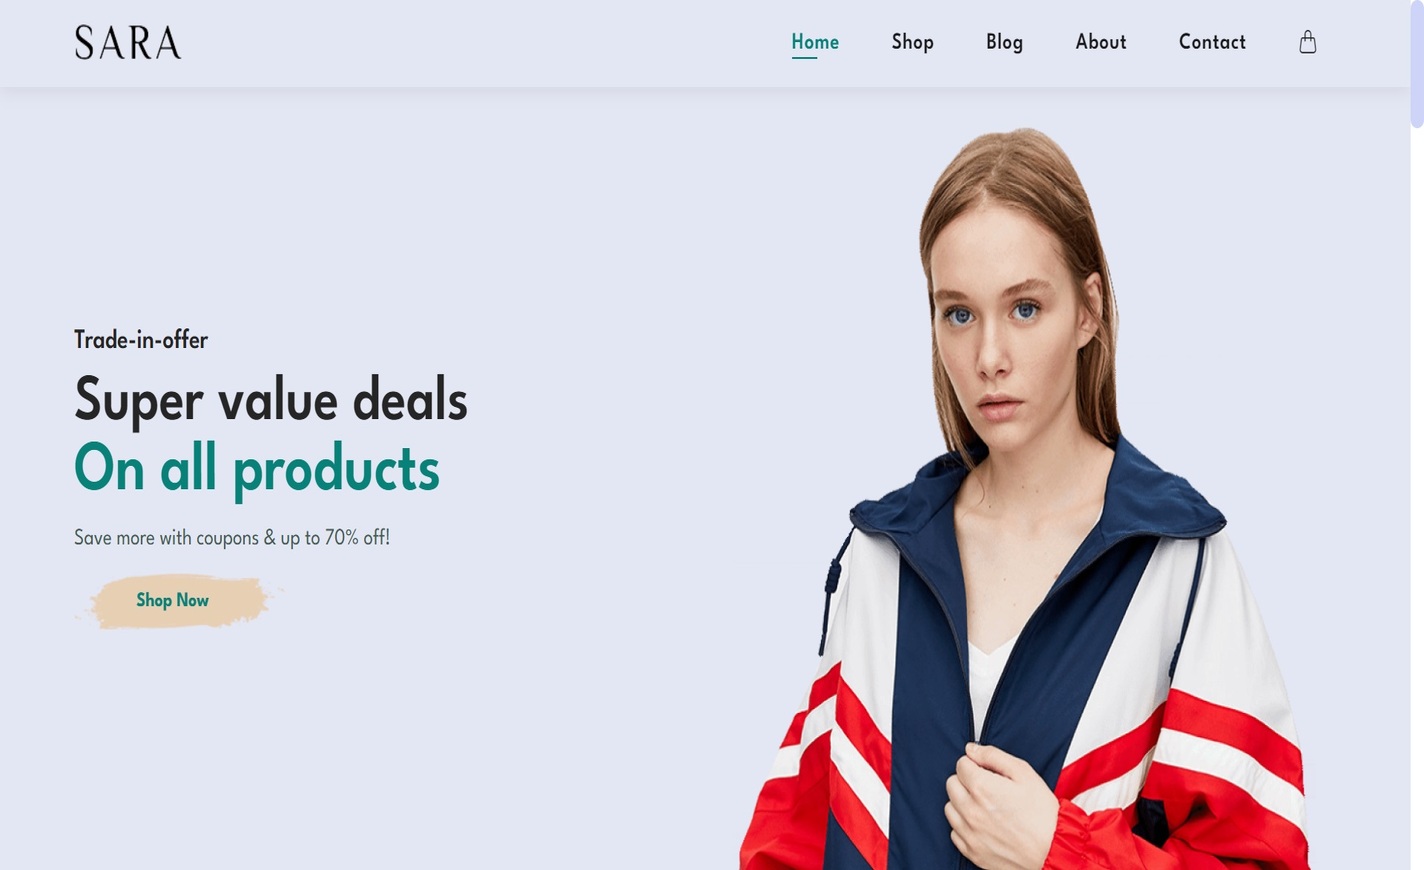 SARA
Home
Shop
Blog
About
Contact
Trade-in-offer
Super value deals
On all products
Save more with coupons & up to 70% off!
Shop Now